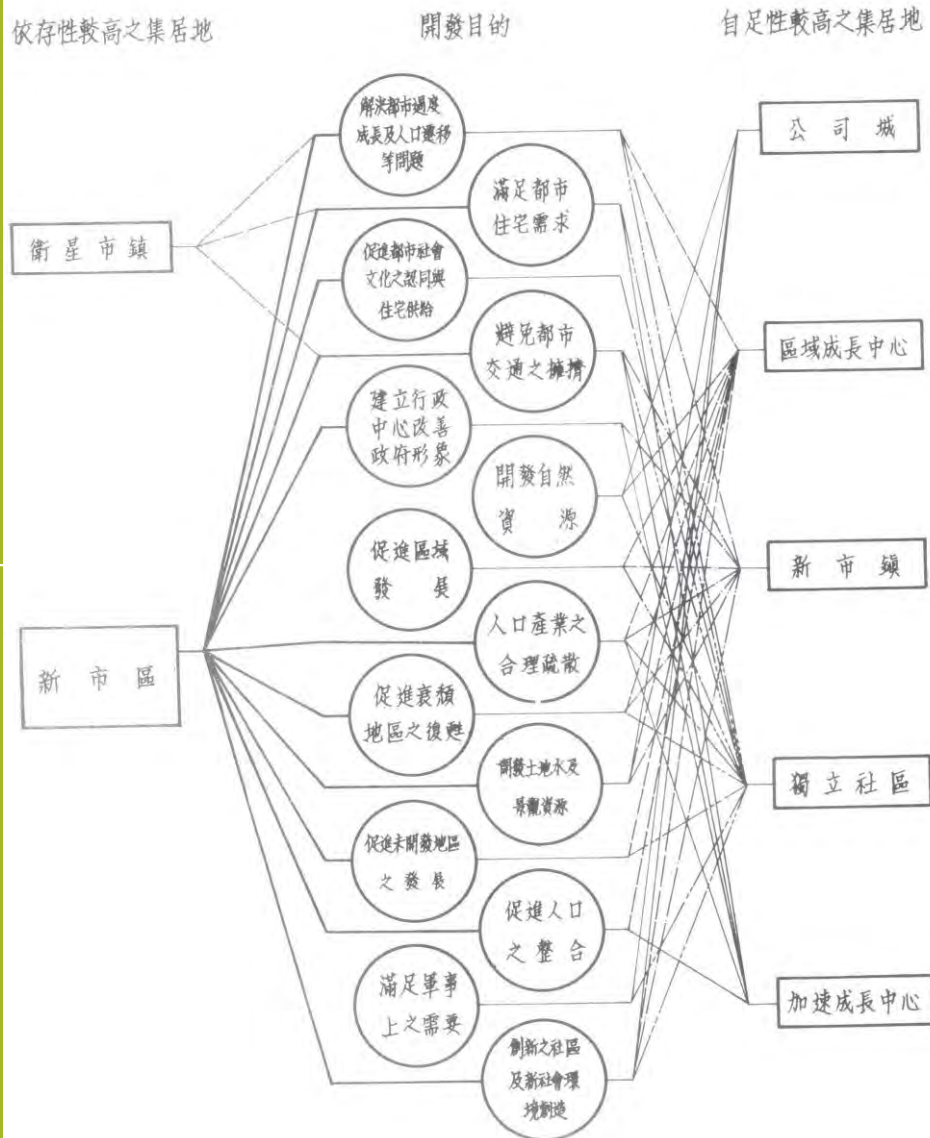 依存性較高之集居地
開發目的
自足性較高之集居地
解決都市過度
成長及人口遷移
等問題
公司城
滿足都市
住宅需求
衛星市鎮
促進都市社會
文化之認同與
住宅供給
避免都市
交通之擁擠
區域成長中心
建立行政
中心改善
政府形象
開發自然
資源
促進區域
發展
新市鎮
人口產業之
合理疏散
新市區
促進衰頹
地區之復甦
開發土地水及
景觀資源
獨立社區
促進未開發地區
之發展
促進人口
之整合
滿足軍事
上之需要
加速成長中心
創新之社區
及新社會環
境創造